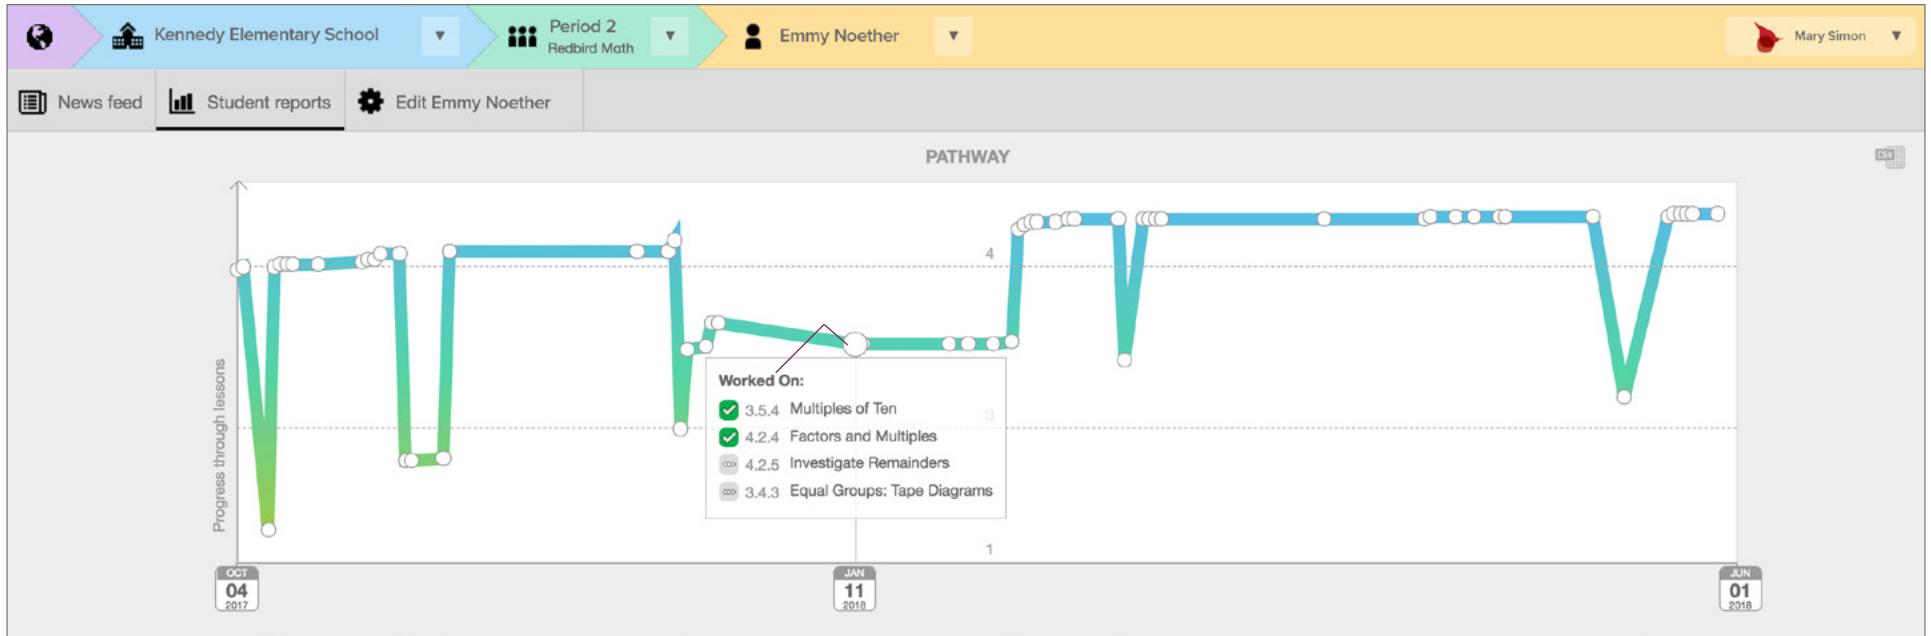 Kennedy Elementary School
Period 2
Redbird Math
Emmy Noether
Mary Simon
News feed
Student reports
Edit Emmy Noether
PATHWAY
CSV
Progress through lessons
4
3
1
Worked On:
3.5.4 Multiples of Ten
4.2.4 Factors and Multiples
4.2.5 Investigate Remainders
3.4.3 Equal Groups: Tape Diagrams
OCT
04
2017
JAN
11
2018
JUN
01
2018